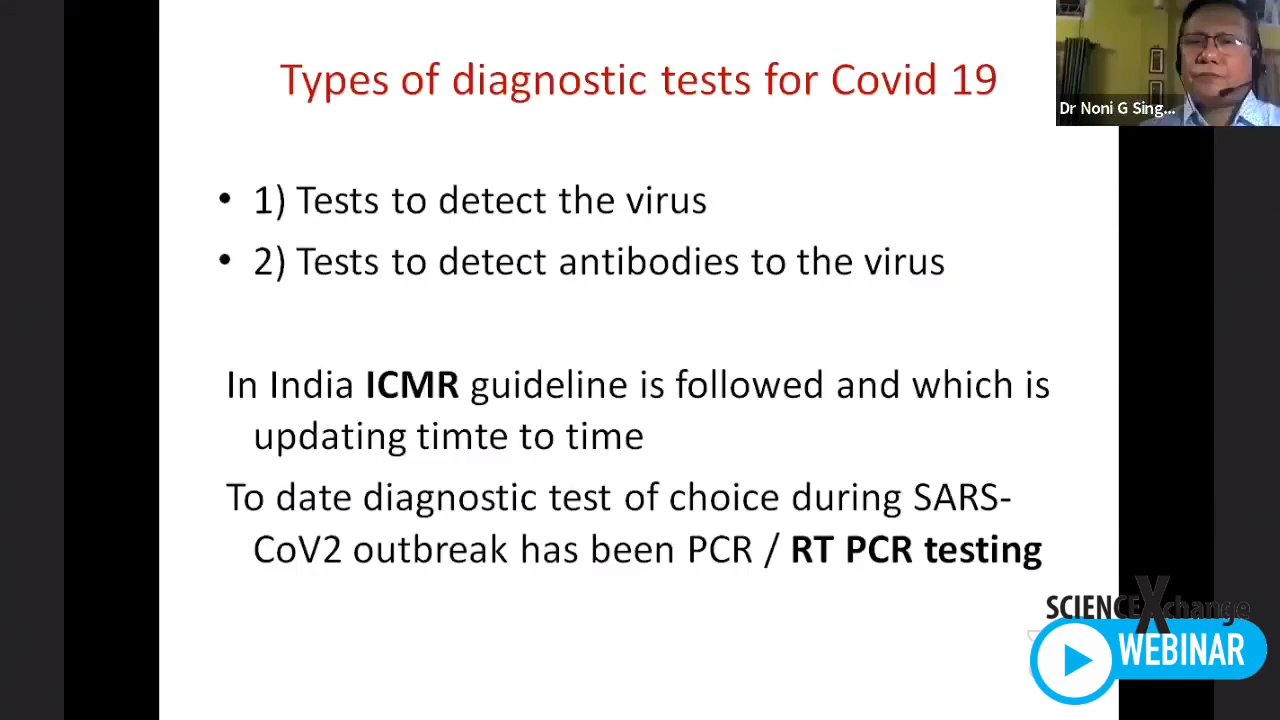 Types of diagnostic tests for Covid 19
Dr Noni G Sing...
• 1) Tests to detect the virus
• 2) Tests to detect antibodies to the virus
In India ICMR guideline is followed and which is
updating timte to time
To date diagnostic test of choice during SARS-
CoV2 outbreak has been PCR / RT PCR testing
SCIENCEXchange
WEBINAR